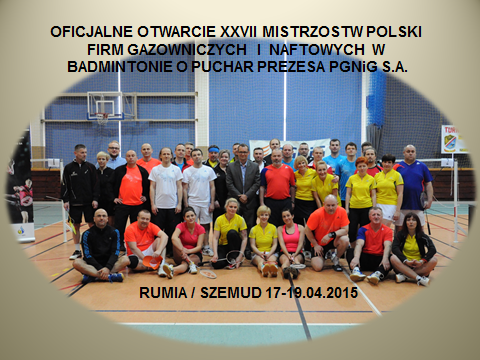 OFICJALNE OTWARCIE XXVII MISTRZOSTW POLSKI
FIRM GAZOWNICZYCH I NAFTOWYCH W
BADMINTONIE O PUCHAR PREZESA PGNiG S.A.
RUMIA / SZEMUD 17-19.04.2015